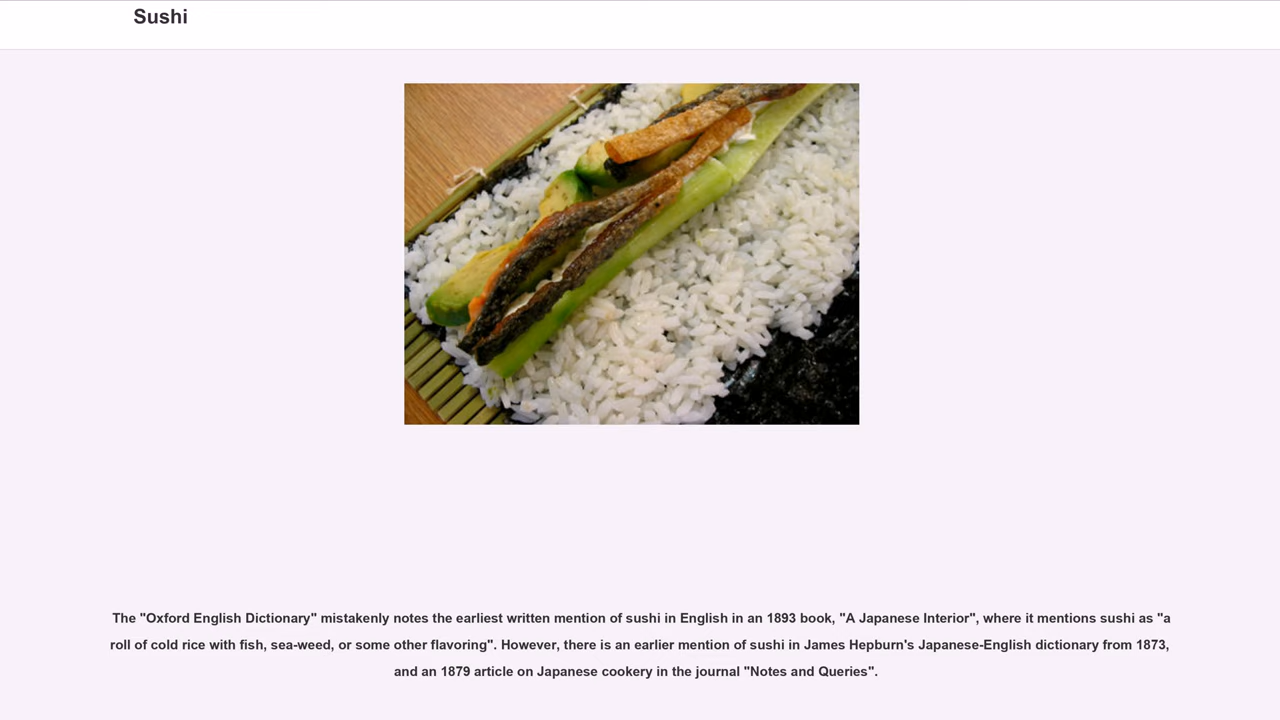 Sushi
The "Oxford English Dictionary" mistakenly notes the earliest written mention of sushi in English in an 1893 book, "A Japanese Interior", where it mentions sushi as "a
roll of cold rice with fish, sea-weed, or some other flavoring". However, there is an earlier mention of sushi in James Hepburn's Japanese-English dictionary from 1873,
and an 1879 article on Japanese cookery in the journal "Notes and Queries".